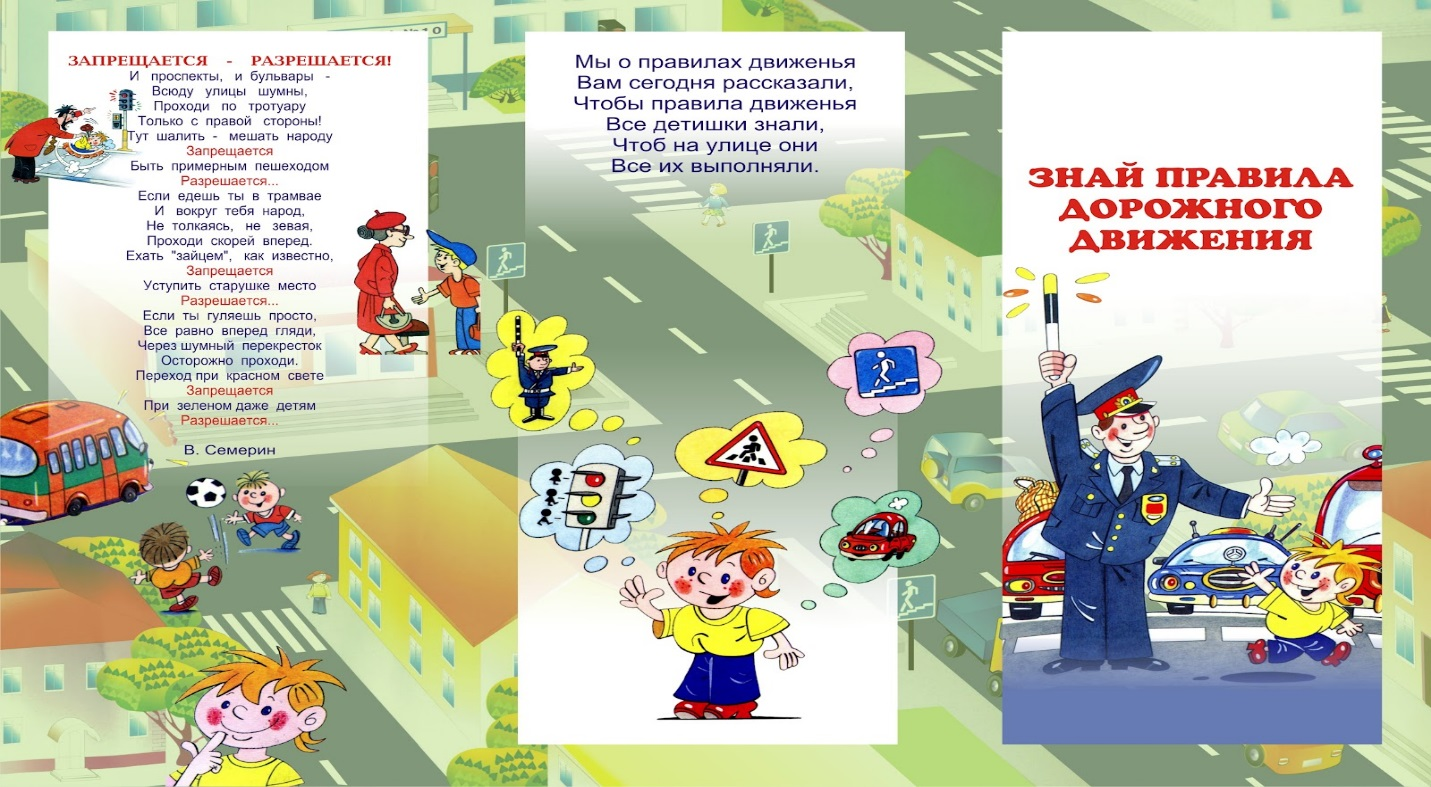 ЗАПРЕЩАЕТСЯ - РАЗРЕШАЕТСЯ!
И проспекты, и бульвары -
Всюду улицы шумны,
Проходи по тротуару
Только с правой стороны!
Тут шалить - мешать народу
Запрещается
Быть примерным пешеходом
Разрешается...
Если едешь ты в трамвае
И вокруг тебя народ,
Не толкаясь, не зевая,
Проходи скорей вперед.
Ехать "зайцем", как известно,
Запрещается
Уступить старушке место
Разрешается...
Если ты гуляешь просто,
Все равно вперед гляди,
Через шумный перекресток
Осторожно проходи.
Переход при красном свете
Запрещается
При зеленом даже детям
Разрешается...
В. Семерин
Мы о правилах движенья
Вам сегодня рассказали,
Чтобы правила движенья
Все детишки знали,
Чтоб на улице они
Все их выполняли.
ЗНАЙ ПРАВИЛА
ДОРОЖНОГО
ДВИЖЕНИЯ